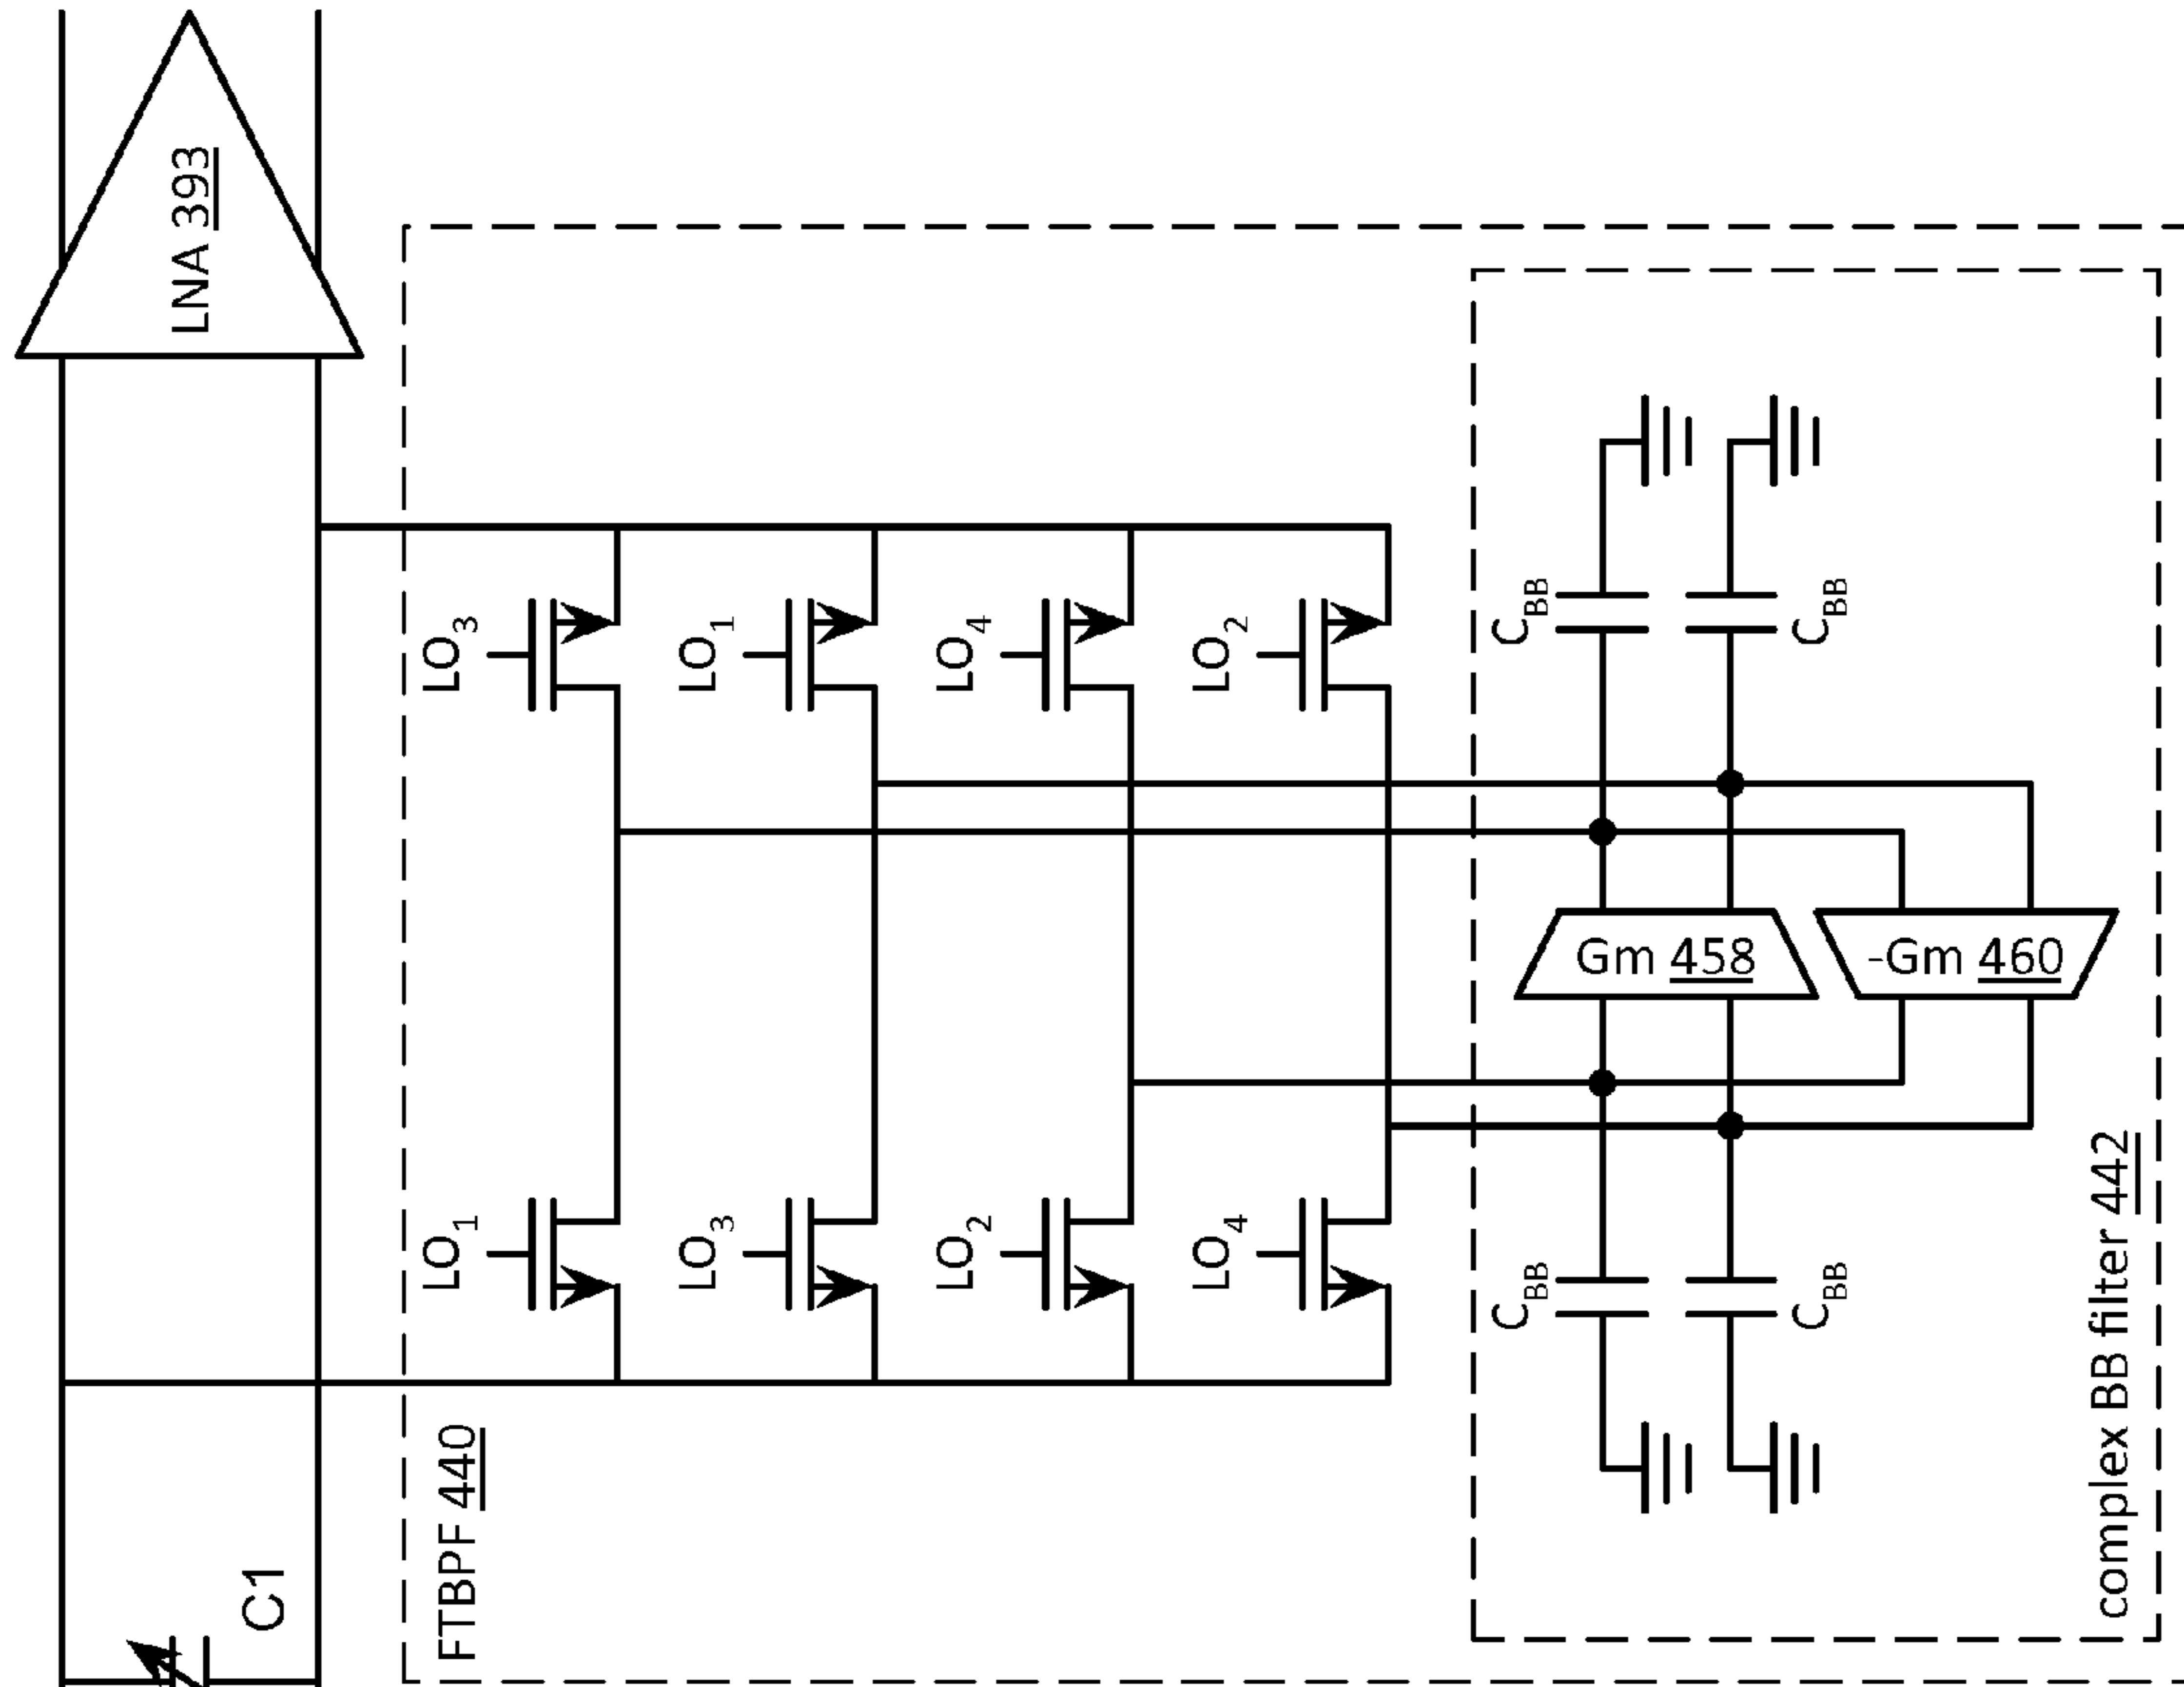 LNA 393
C1
FTBPF 440
LO1
LO3
LO3
LO1
LO2
LO4
LO4
LO2
CBB
CBB
Gm 458
-Gm 460
CBB
CBB
complex BB filter 442